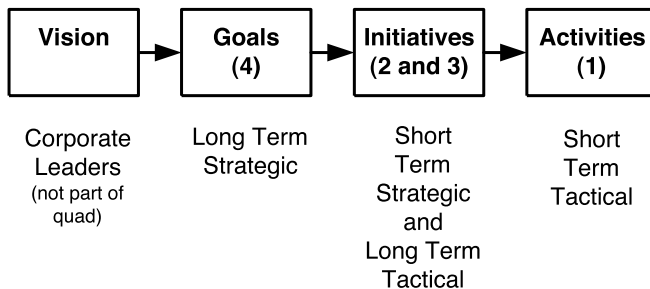 Vision
Goals
(4)
Initiatives
(2 and 3)
Activities
(1)
Corporate
Leaders
(not part of
quad)
Long Term
Strategic
Short
Term
Strategic
and
Long Term
Tactical
Short
Term
Tactical